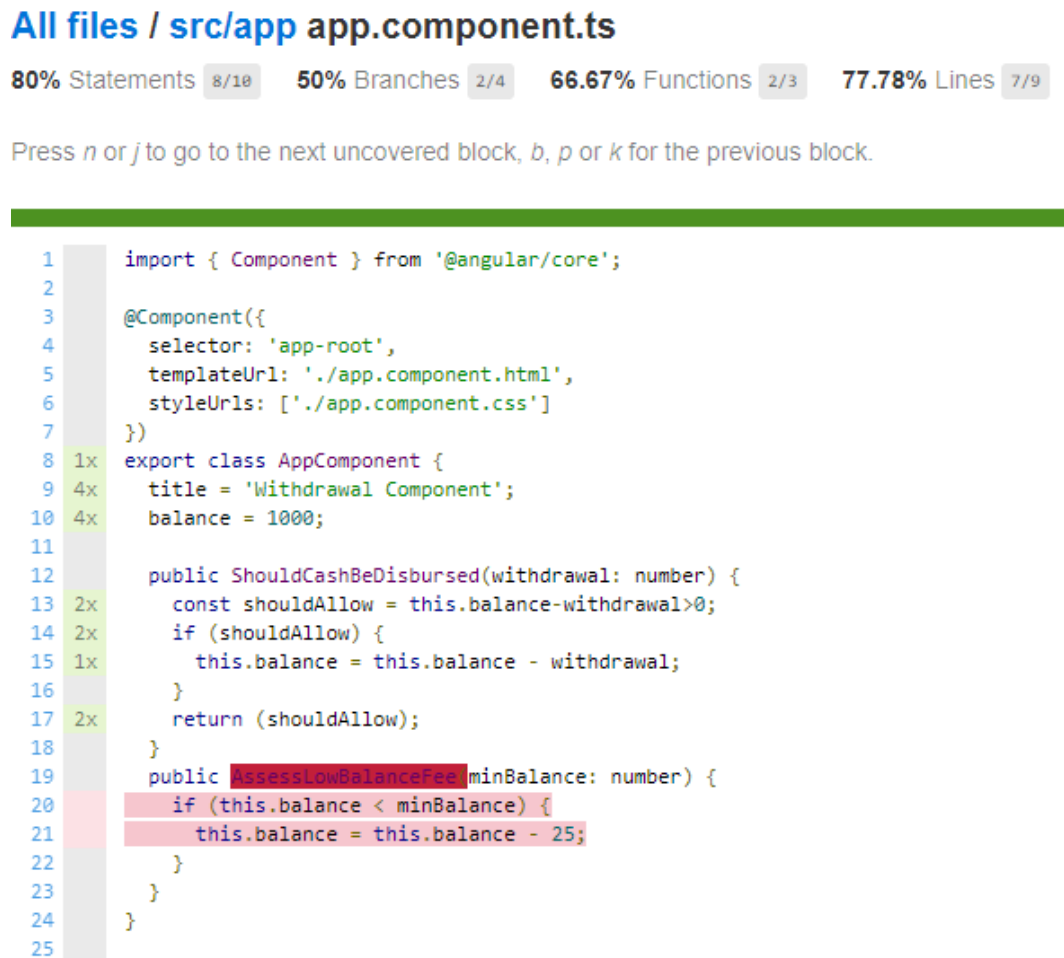 All files / src/app app.component.ts
80% Statements 8/10 50% Branches 2/4 66.67% Functions 2/3 77.78% Lines 7/9
Press n or j to go to the next uncovered block, b, p or k for the previous block.
1 import { Component } from '@angular/core';
2
3 @Component({
4 selector: 'app-root',
5 templateUrl: './app.component.html',
6 styleUrls: ['./app.component.css']
7 })
8 1x export class AppComponent {
9 4x title = 'Withdrawal Component';
10 4x balance = 1000;
11
12 public ShouldCashBeDisbursed(withdrawal: number) {
13 2x const shouldAllow = this.balance-withdrawal>0;
14 2x if (shouldAllow) {
15 1x this.balance = this.balance - withdrawal;
16 }
17 2x return (shouldAllow);
18 }
19 public AssessLowBalanceFee(minBalance: number) {
20 if (this.balance < minBalance) {
21 this.balance = this.balance - 25;
22 }
23 }
24 }
25